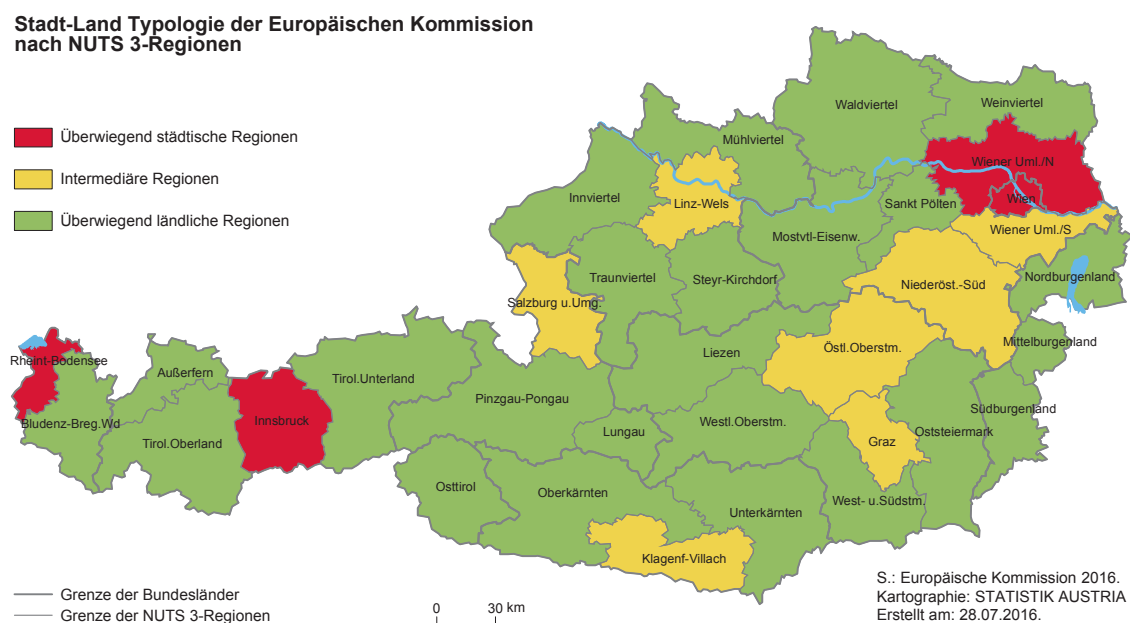 Stadt-Land Typologie der Europäischen Kommission
nach NUTS 3-Regionen
Überwiegend städtische Regionen
Intermediäre Regionen
Überwiegend ländliche Regionen
Waldviertel
Weinviertel
Mühlviertel
Wiener Uml./N
Innviertel
Linz-Wels
Sankt Pölten
Wien
Mostvtl-Eisenw.
Wiener Uml./S
Traunviertel
Steyr-Kirchdorf
Niederöst.-Süd
Nordburgenland
Salzburg u.Umg.
Rheint-Bodensee
Außerfern
Tirol.Unterland
Liezen
Östl.Oberstm.
Mittelburgenland
Bludenz-Breg.Wd
Tirol.Oberland
Innsbruck
Pinzgau-Pongau
Lungau
Westl.Oberstm.
Graz
Oststeiermark
Südburgenland
Osttirol
Oberkärnten
Unterkärnten
West- u.Südstm.
Klagenf-Villach
Grenze der Bundesländer
Grenze der NUTS 3-Regionen
0 30 km
S.: Europäische Kommission 2016.
Kartographie: STATISTIK AUSTRIA
Erstellt am: 28.07.2016.